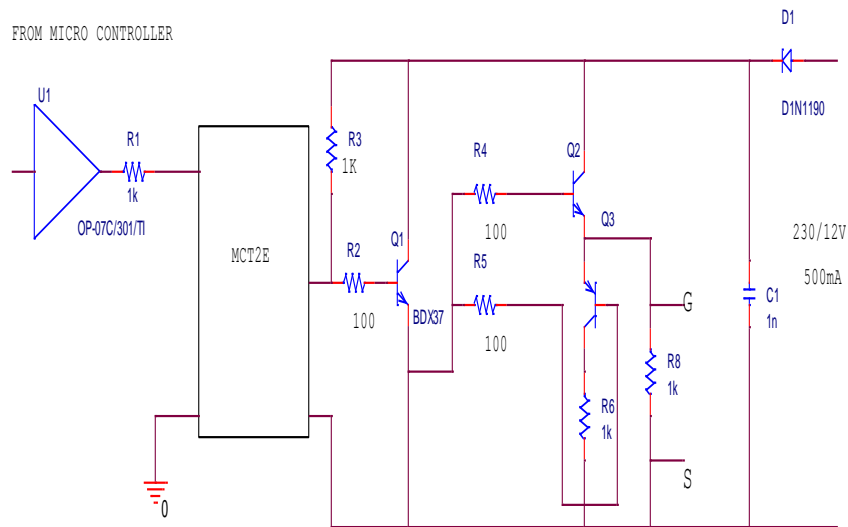 FROM MICRO CONTROLLER
D1
D1N1190
U1
R1
1k
OP-07C/301/TI
R3
1K
R4
100
Q2
Q3
230/12V
500mA
MCT2E
R2
100
Q1
BDX37
R5
100
G
C1
1n
R8
1k
R6
1k
S
0